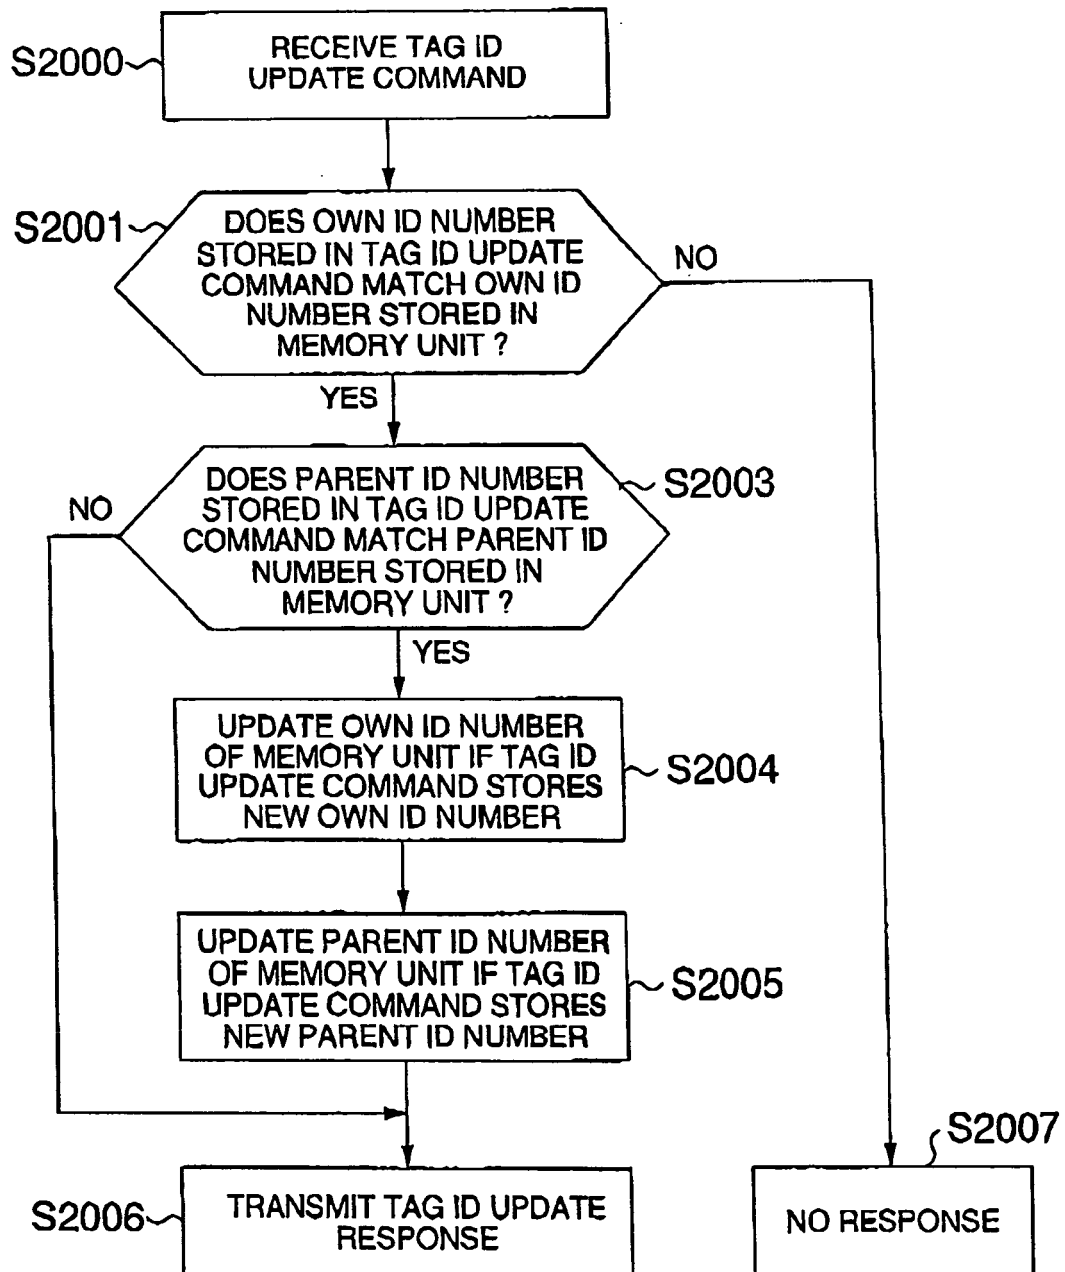 S2000
RECEIVE TAG ID
UPDATE COMMAND
S2001
DOES OWN ID NUMBER
STORED IN TAG ID UPDATE
COMMAND MATCH OWN ID
NUMBER STORED IN
MEMORY UNIT ?
NO
YES
DOES PARENT ID NUMBER
STORED IN TAG ID UPDATE
COMMAND MATCH PARENT ID
NUMBER STORED IN
MEMORY UNIT ?
S2003
NO
YES
UPDATE OWN ID NUMBER
OF MEMORY UNIT IF TAG ID
UPDATE COMMAND STORES
NEW OWN ID NUMBER
S2004
UPDATE PARENT ID NUMBER
OF MEMORY UNIT IF TAG ID
UPDATE COMMAND STORES
NEW PARENT ID NUMBER
S2005
S2006
TRANSMIT TAG ID UPDATE
RESPONSE
S2007
NO RESPONSE